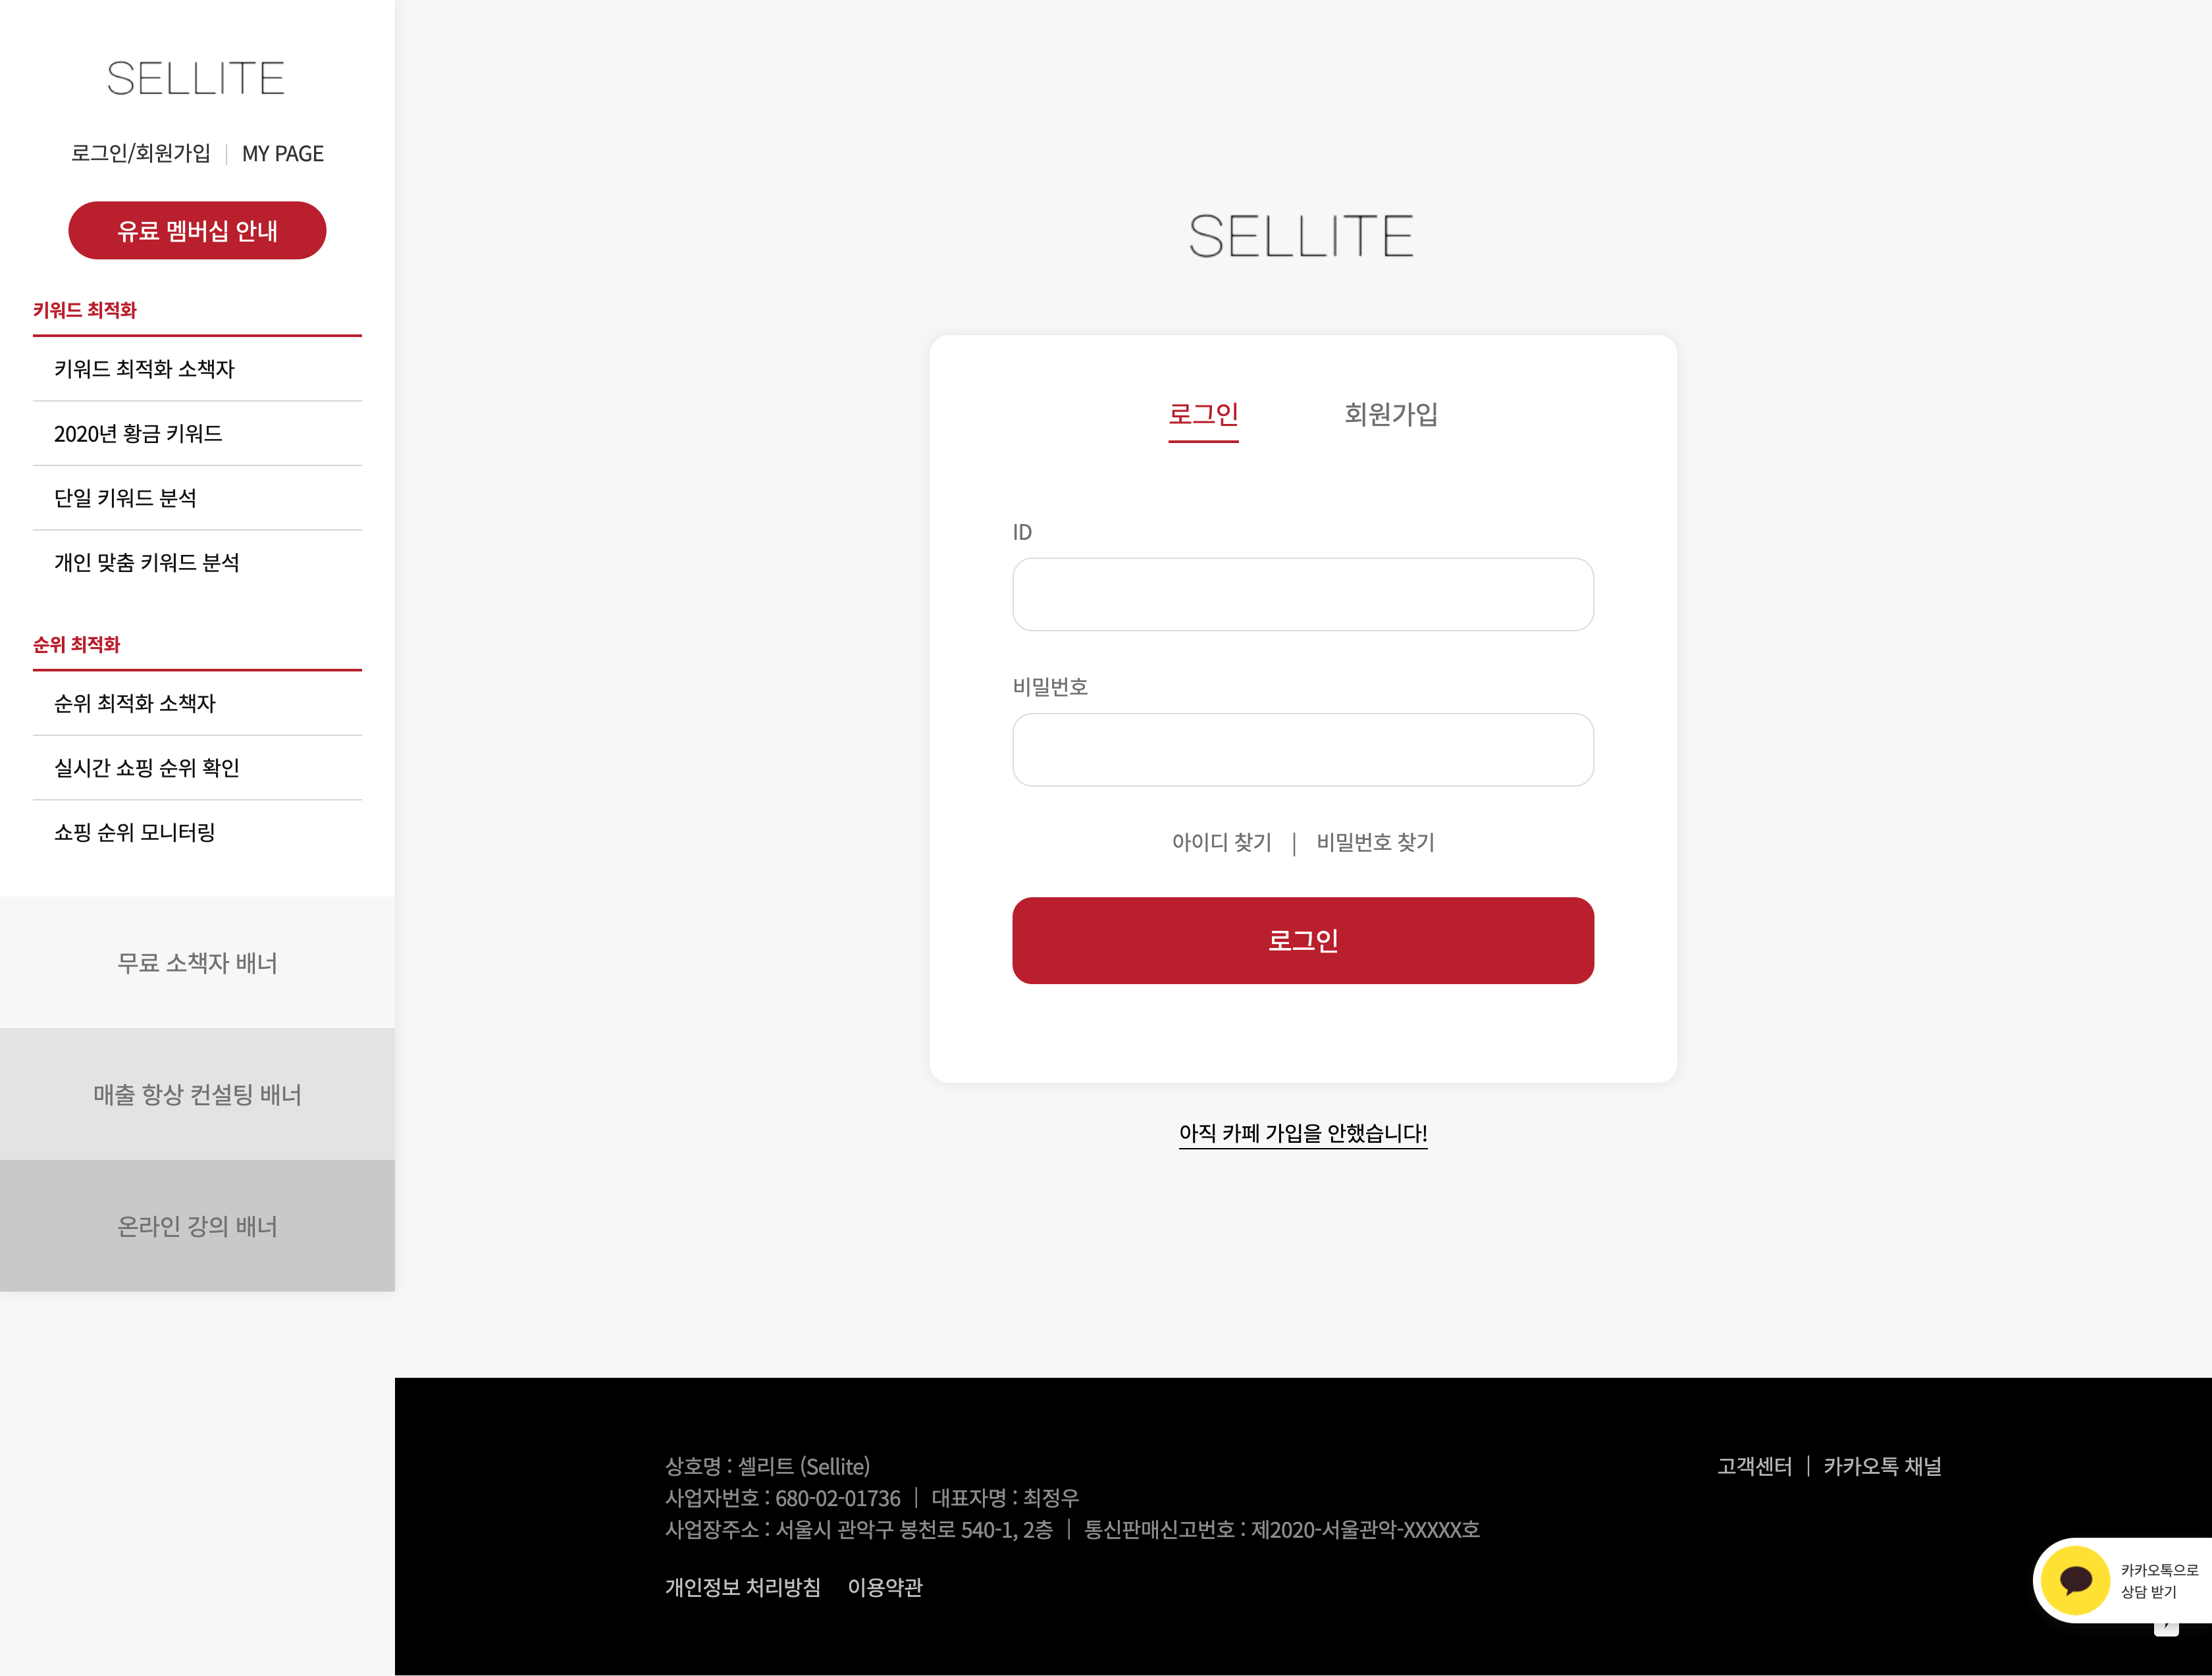 SELLITE
로그인/회원가입 | MY PAGE
유료 멤버십 안내
키워드 최적화
키워드 최적화 소책자
2020년 황금 키워드
단일 키워드 분석
개인 맞춤 키워드 분석
순위 최적화
순위 최적화 소책자
실시간 쇼핑 순위 확인
쇼핑 순위 모니터링
무료 소책자 배너
매출 항상 컨설팅 배너
온라인 강의 배너
SELLITE
로그인 회원가입
ID
비밀번호
아이디 찾기 | 비밀번호 찾기
로그인
아직 카페 가입을 안했습니다!
상호명 : 셀리트 (Sellite)
사업자번호 : 680-02-01736 | 대표자명 : 최정우
사업장주소 : 서울시 관악구 봉천로 540-1, 2층 | 통신판매신고번호 : 제2020-서울관악-XXXXX호
개인정보 처리방침 이용약관
고객센터 | 카카오톡 채널
카카오톡으로
상담 받기